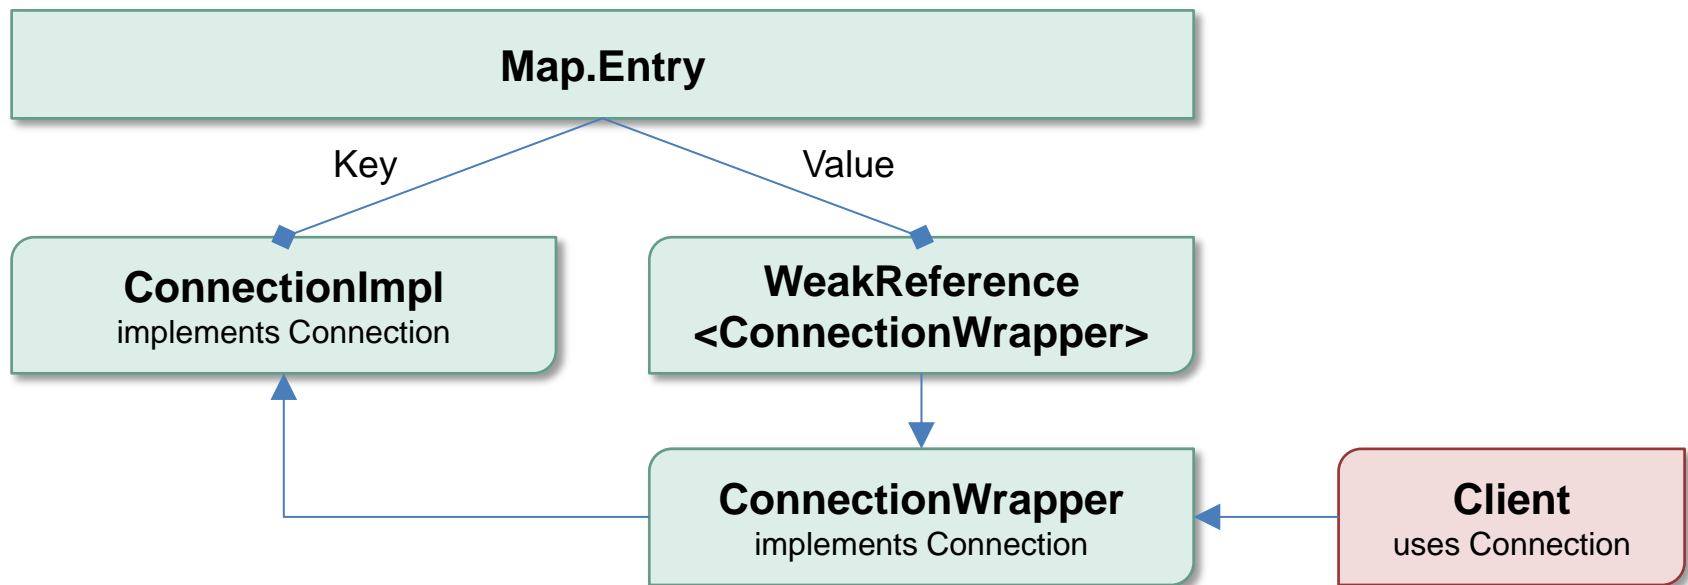 Map.Entry
Key
Value
ConnectionImpl
implements Connection
WeakReference
<ConnectionWrapper>
ConnectionWrapper
implements Connection
Client
uses Connection